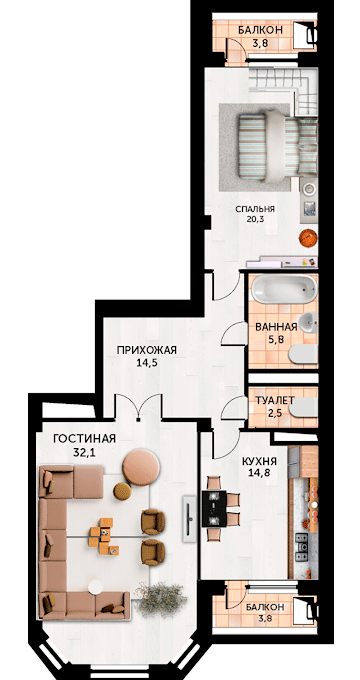 БАЛКОН
3,8
СПАЛЬНЯ
20,3
ВАННАЯ
5,8
ПРИХОЖАЯ
14,5
ТУАЛЕТ
2,5
ГОСТИНАЯ
32,1
КУХНЯ
14,8
БАЛКОН
3,8